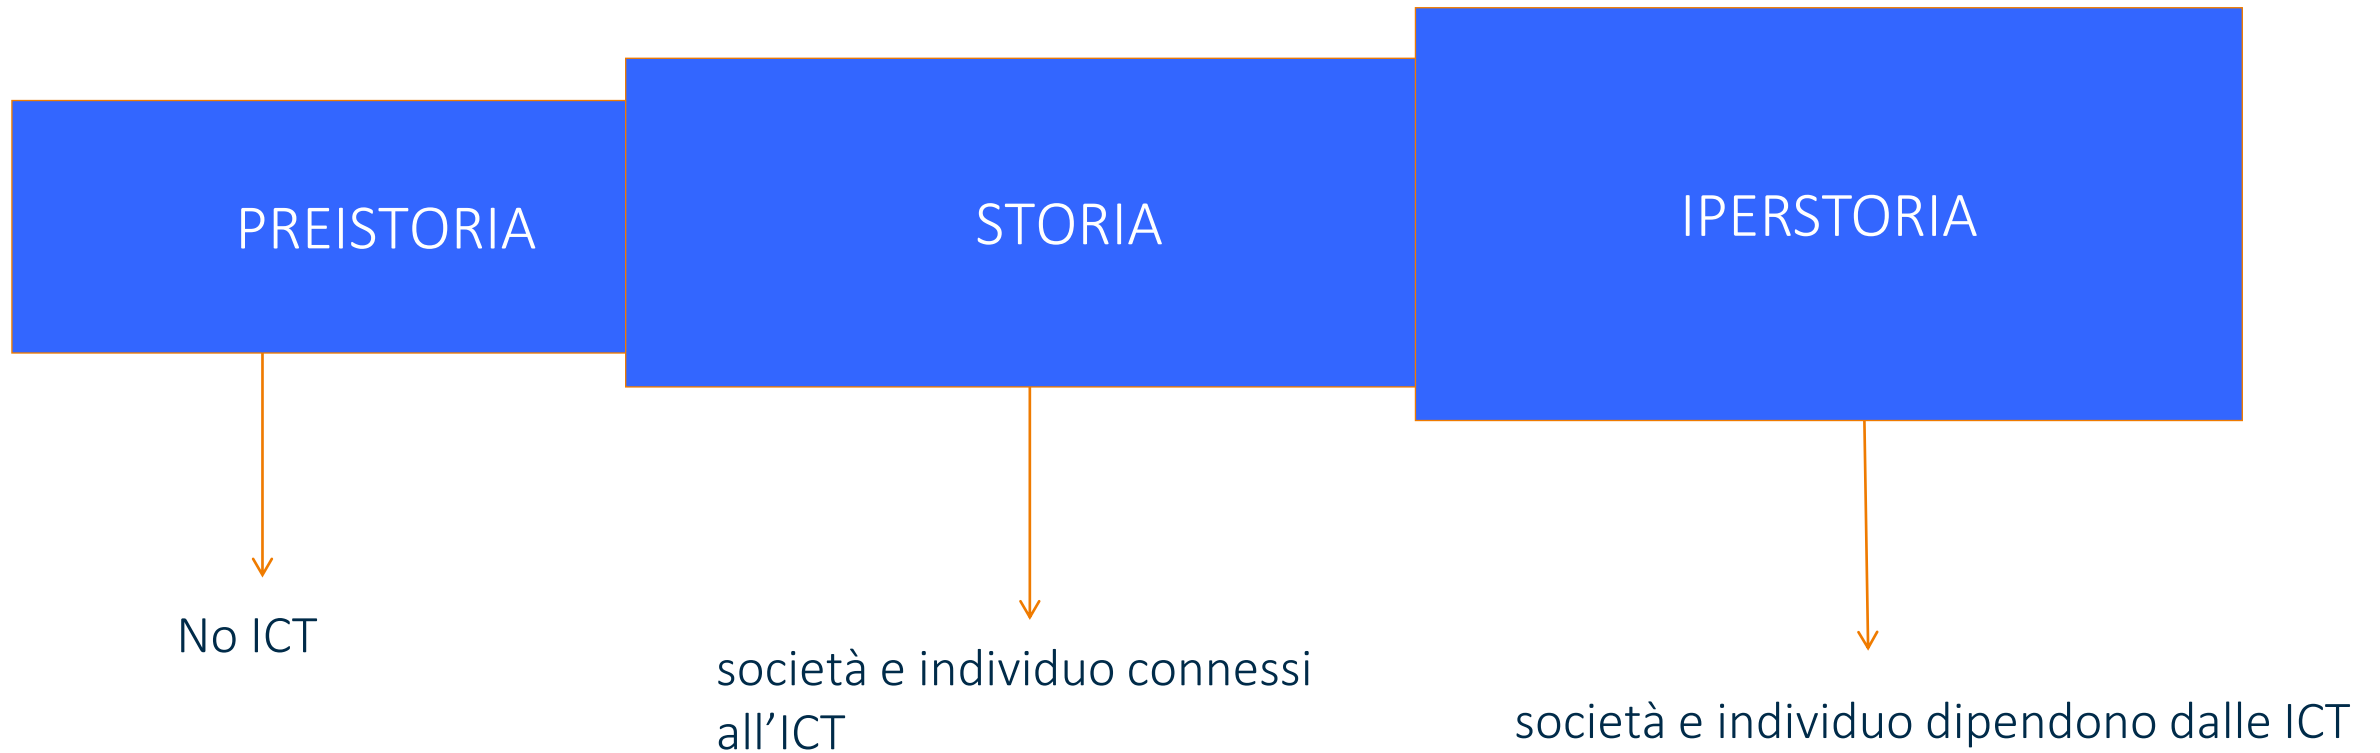 PREISTORIA
STORIA
IPERSTORIA
No ICT
società e individuo connessi
all’ICT
società e individuo dipendono dalle ICT